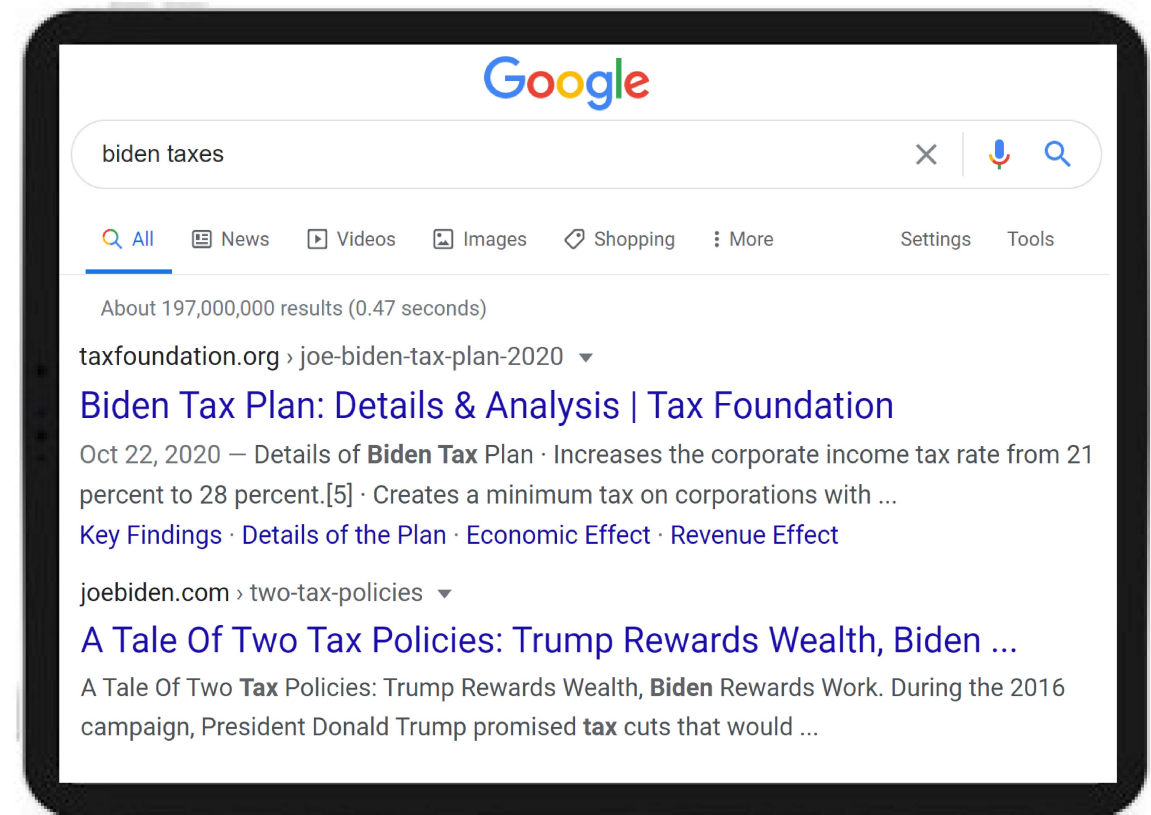 Google
biden taxes
All News Videos Images Shopping More Settings Tools
About 197,000,000 results (0.47 seconds)
taxfoundation.org › joe-biden-tax-plan-2020
Biden Tax Plan: Details & Analysis | Tax Foundation
Oct 22, 2020 — Details of Biden Tax Plan · Increases the corporate income tax rate from 21
percent to 28 percent.[5] · Creates a minimum tax on corporations with ...
Key Findings · Details of the Plan · Economic Effect · Revenue Effect
joebiden.com › two-tax-policies
A Tale Of Two Tax Policies: Trump Rewards Wealth, Biden ...
A Tale Of Two Tax Policies: Trump Rewards Wealth, Biden Rewards Work. During the 2016
campaign, President Donald Trump promised tax cuts that would ...